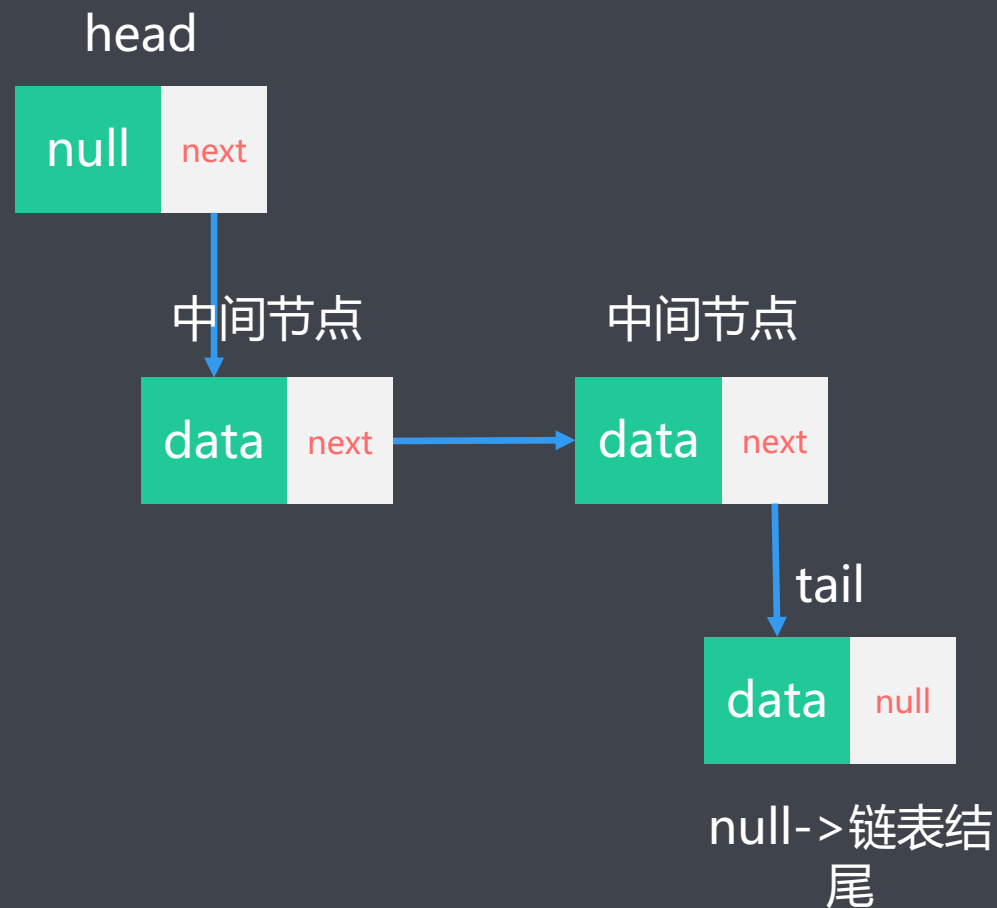 head
null next
中间节点
中间节点
data next
data next
tail
data null
null->链表结
尾